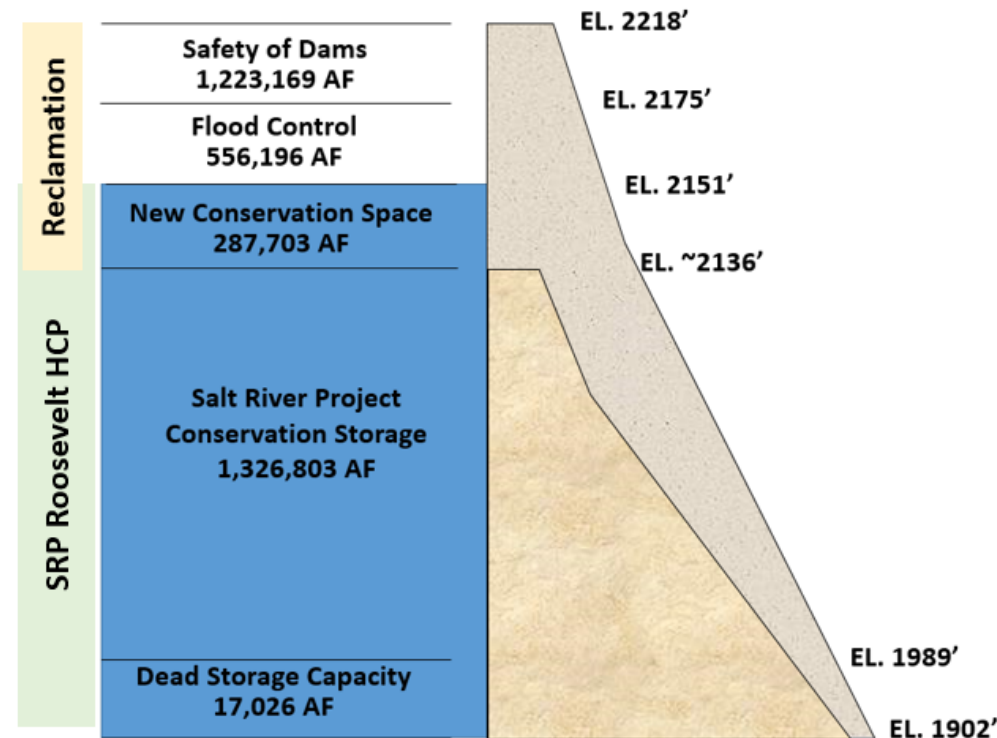 Reclamation
SRP Roosevelt HCP
Safety of Dams
1,223,169 AF
Flood Control
556,196 AF
New Conservation Space
287,703 AF
Salt River Project
Conservation Storage
1,326,803 AF
Dead Storage Capacity
17,026 AF
EL. 2218’
EL. 2175’
EL. 2151’
EL. ~2136’
EL. 1989’
EL. 1902’